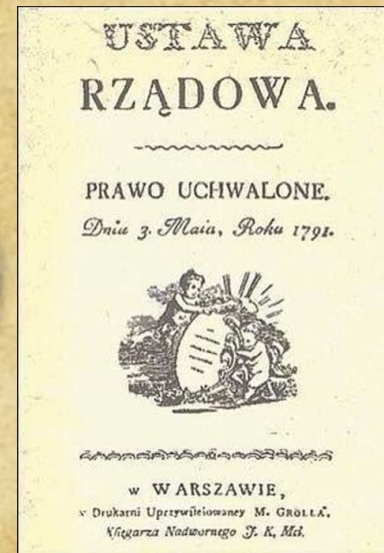 USTAWA
RZĄDOWA.
PRAWO UCHWALONE.
Dnia 3. Maia, Roku 1791.
w WARSZAWIE,
w Drukarni Uprzywileiowaney M. GRÖLLA,
Księgarza Nadwornego J. K. Mci.